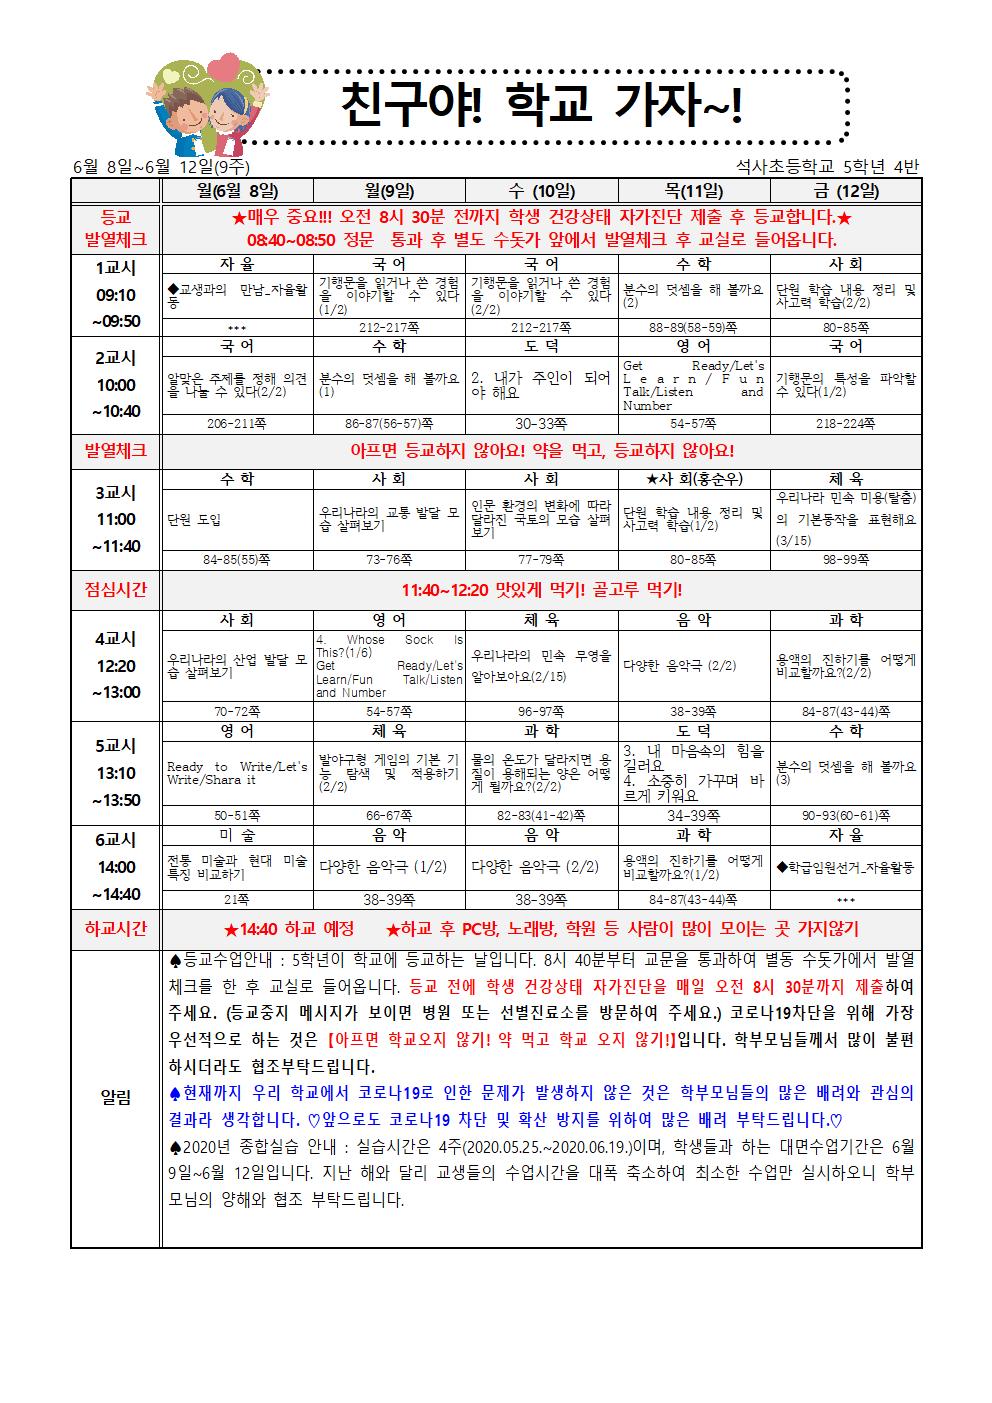 친구야! 학교 가자~!
6월 8일~6월 12일(9주)
석사초등학교 5학년 4반
월(6월 8일) 월(9일) 수 (10일) 목(11일) 금 (12일)
등교
발열체크
★매우 중요!!! 오전 8시 30분 전까지 학생 건강상태 자가진단 제출 후 등교합니다.★
08:40~08:50 정문 통과 후 별도 수돗가 앞에서 발열체크 후 교실로 들어옵니다.
1교시
09:10
~09:50
자 율 국 어 국 어 수 학 사 회
◆교생과의 만남_자율활
동
기행문을 읽거나 쓴 경험
을 이야기할 수 있다
(1/2)
기행문을 읽거나 쓴 경험
을 이야기할 수 있다
(2/2)
분수의 덧셈을 해 볼까요
(2)
단원 학습 내용 정리 및
사고력 학습(2/2)
*** 212-217쪽 212-217쪽 88-89(58-59)쪽 80-85쪽
2교시
10:00
~10:40
국 어 수 학 도 덕 영 어 국 어
알맞은 주제를 정해 의견
을 나눌 수 있다(2/2)
분수의 덧셈을 해 볼까요
(1)
2. 내가 주인이 되어
야 해요
Get Ready/Let's
Learn/Fun
Talk/Listen and
Number
기행문의 특성을 파악할
수 있다(1/2)
206-211쪽 86-87(56-57)쪽 30-33쪽 54-57쪽 218-224쪽
발열체크
아프면 등교하지 않아요! 약을 먹고, 등교하지 않아요!
3교시
11:00
~11:40
수 학 사 회 사 회 ★사 회(홍순우) 체 육
단원 도입
우리나라의 교통 발달 모
습 살펴보기
인문 환경의 변화에 따라
달라진 국토의 모습 살펴
보기
단원 학습 내용 정리 및
사고력 학습(1/2)
우리나라 민속 미용(탈춤)
의 기본동작을 표현해요
(3/15)
84-85(55)쪽 73-76쪽 77-79쪽 80-85쪽 98-99쪽
점심시간
11:40~12:20 맛있게 먹기! 골고루 먹기!
4교시
12:20
~13:00
사 회 영 어 체 육 음 악 과 학
우리나라의 산업 발달 모
습 살펴보기
4. Whose Sock Is
This?(1/6)
Get Ready/Let's
Learn/Fun Talk/Listen
and Number
우리나라의 민속 무영을
알아보아요(2/15)
다양한 음악극 (2/2)
용액의 진하기를 어떻게
비교할까요?(2/2)
70-72쪽 54-57쪽 96-97쪽 38-39쪽 84-87(43-44)쪽
5교시
13:10
~13:50
영 어 체 육 과 학 도 덕 수 학
Ready to Write/Let's
Write/Shara it
발야구형 게임의 기본 기
능 탐색 및 적용하기
(2/2)
물의 온도가 달라지면 용
질이 용해되는 양은 어떻
게 될까요?(2/2)
3. 내 마음속의 힘을
길러요
4. 소중히 가꾸며 바
르게 키워요
분수의 덧셈을 해 볼까요
(3)
50-51쪽 66-67쪽 82-83(41-42)쪽 34-39쪽 90-93(60-61)쪽
6교시
14:00
~14:40
미 술 음 악 음 악 과 학 자 율
전통 미술과 현대 미술
특징 비교하기
다양한 음악극 (1/2)
다양한 음악극 (2/2)
용액의 진하기를 어떻게
비교할까요?(1/2)
◆학급임원선거_자율활동
21쪽 38-39쪽 38-39쪽 84-87(43-44)쪽 ***
하교시간
★14:40 하교 예정 ★하교 후 PC방, 노래방, 학원 등 사람이 많이 모이는 곳 가지않기
알림
♠등교수업안내 : 5학년이 학교에 등교하는 날입니다. 8시 40분부터 교문을 통과하여 별동 수돗가에서 발열
체크를 한 후 교실로 들어옵니다. 등교 전에 학생 건강상태 자가진단을 매일 오전 8시 30분까지 제출하여
주세요. (등교중지 메시지가 보이면 병원 또는 선별진료소를 방문하여 주세요.) 코로나19차단을 위해 가장
우선적으로 하는 것은 【아프면 학교오지 않기! 약 먹고 학교 오지 않기!】입니다. 학부모님들께서 많이 불편
하시더라도 협조부탁드립니다.
♠현재까지 우리 학교에서 코로나19로 인한 문제가 발생하지 않은 것은 학부모님들의 많은 배려와 관심의
결과라 생각합니다. ♡앞으로도 코로나19 차단 및 확산 방지를 위하여 많은 배려 부탁드립니다.♡
♠2020년 종합실습 안내 : 실습시간은 4주(2020.05.25.~2020.06.19.)이며, 학생들과 하는 대면수업기간은 6월
9일~6월 12일입니다. 지난 해와 달리 교생들의 수업시간을 대폭 축소하여 최소한 수업만 실시하오니 학부
모님의 양해와 협조 부탁드립니다.